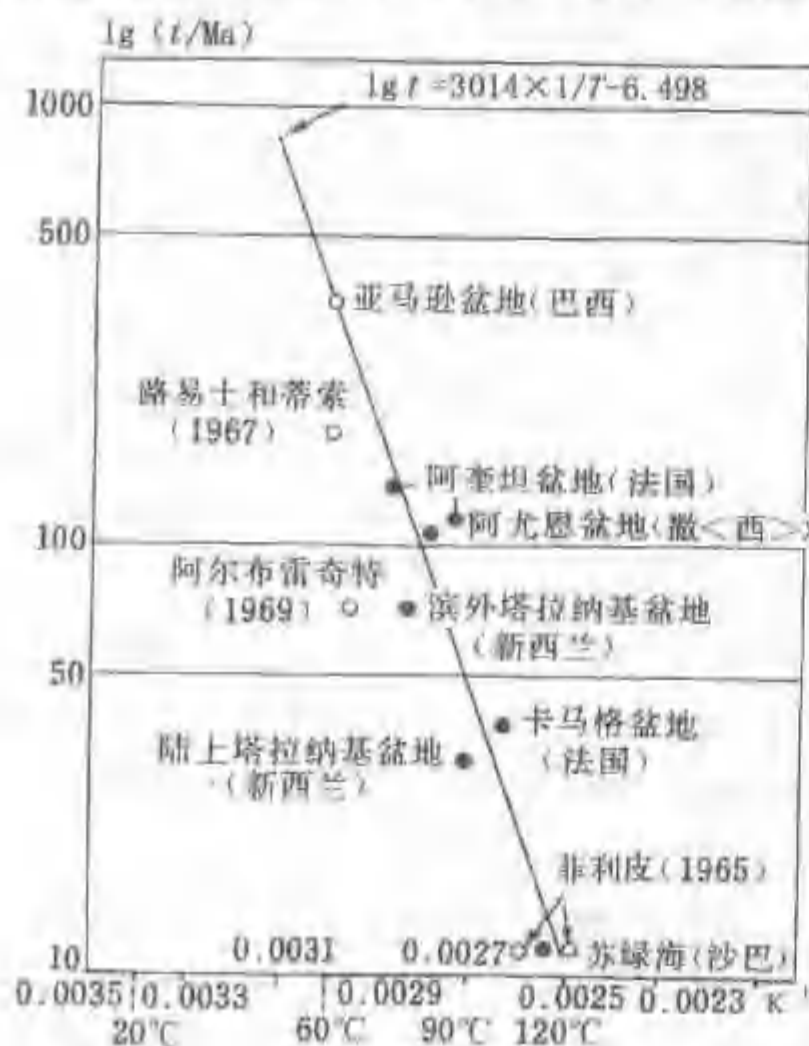 lg (t/Ma)
lg t=3014×1/T-6.498
1000
500
亚马逊盆地(巴西)
路易士和蒂索
(1967)
阿奎坦盆地(法国)
阿尤恩盆地(撒<西>)
100
阿尔布雷奇特
(1969)
滨外塔拉纳基盆地
(新西兰)
50
卡马格盆地
(法国)
陆上塔拉纳基盆地
(新西兰)
菲利皮(1965)
0.0031 0.0027 苏绿海(沙巴)
10
0.0035 0.0033 0.0029 0.0025 0.0023 K
20℃ 60℃ 90℃ 120℃